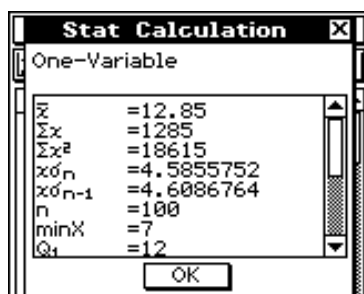 Stat Calculation
One-Variable
x̅ =12.85
Σx =1285
Σx² =18615
xσn =4.5855752
xσn-1 =4.6086764
n =100
minX =7
Q1 =12
OK